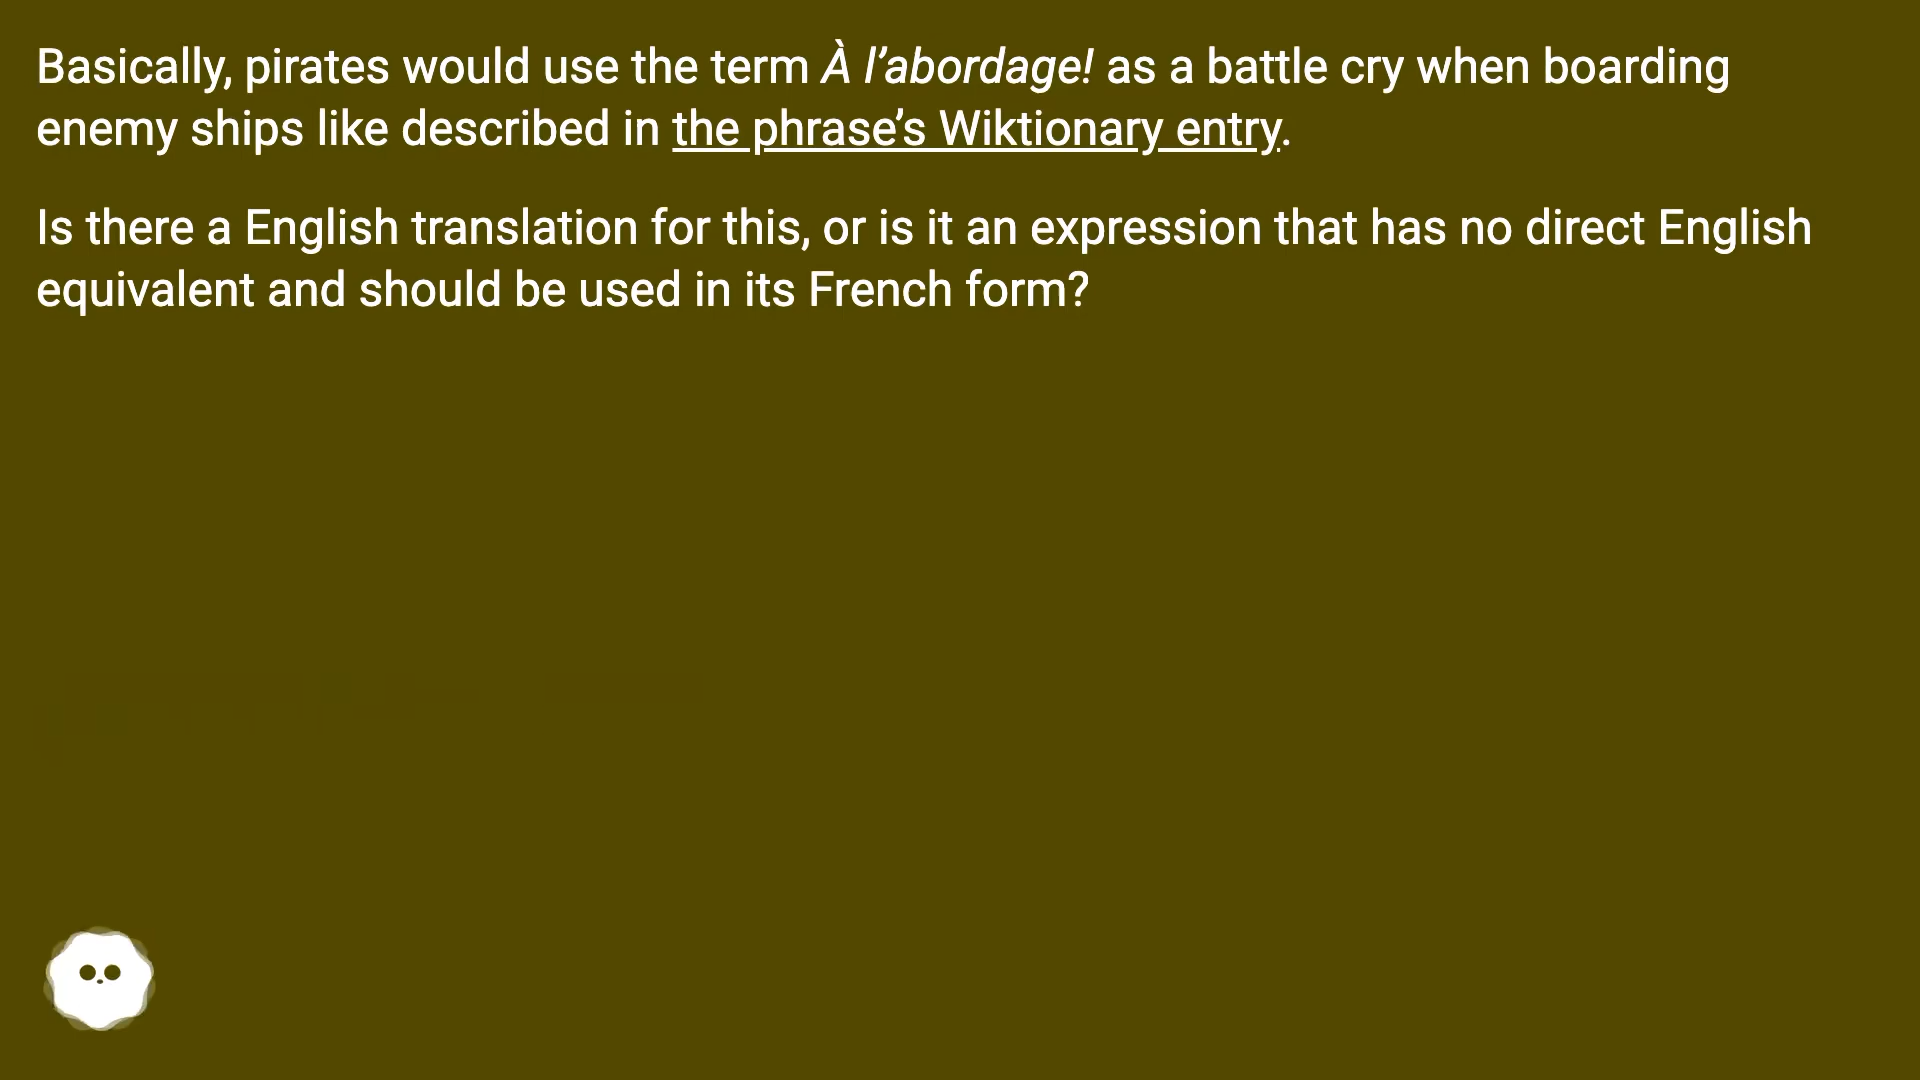 Basically, pirates would use the term À l’abordage! as a battle cry when boarding
enemy ships like described in the phrase’s Wiktionary entry.
Is there a English translation for this, or is it an expression that has no direct English
equivalent and should be used in its French form?